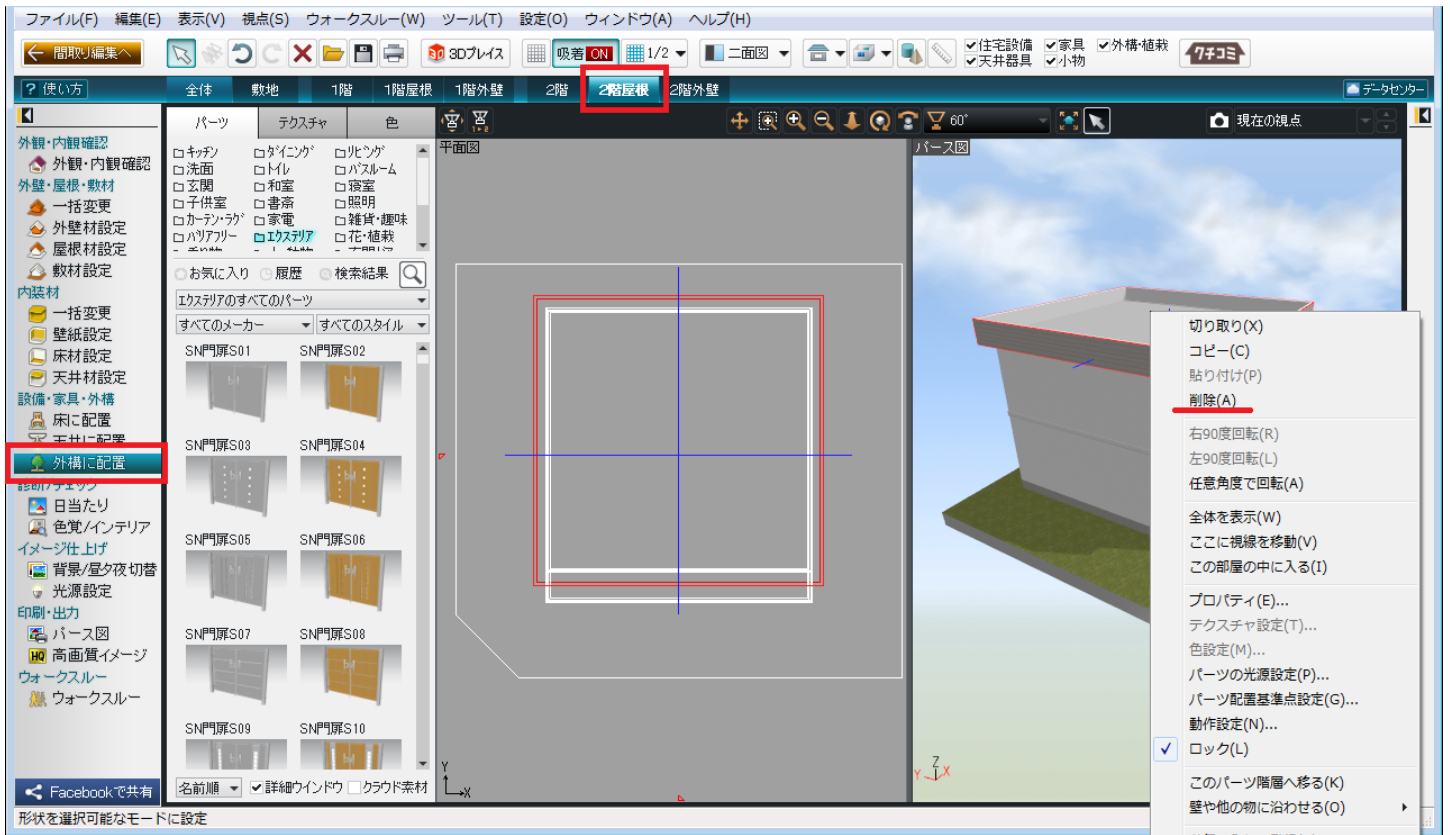 ファイル(F) 編集(E) 表示(V) 視点(S) ウォークスルー(W) ツール(T) 設定(O) ウィンドウ(A) ヘルプ(H)
間取り編集へ 3D 3Dプレイス 吸着 ON 1/2 二面図 ✓住宅設備 ✓家具 ✓外構・植栽 ワチコミ
✓天井器具 ✓小物
? 使い方 全体 敷地 1階 1階屋根 1階外壁 2階 2階屋根 2階外壁 データセンター
パーツ テクスチャ 色 60° 現在の視点
外観・内観確認
外観・内観確認
外壁・屋根・敷材
一括変更
外壁材設定
屋根材設定
敷材設定
内装材
一括変更
壁紙設定
床材設定
天井材設定
設備・家具・外構
床に配置
天井に配置
外構に配置
診断/チェック
日当たり
色覚/インテリア
イメージ仕上げ
背景/昼夕夜切替
光源設定
印刷・出力
パース図
HQ 高画質イメージ
ウォークスルー
ウォークスルー
Facebookで共有
キッチン ダイニング リビング
洗面 トイレ バスルーム
玄関 和室 寝室
子供室 書斎 照明
カーテン・ラグ 家電 雑貨・趣味
バリアフリー エクステリア 花・植栽
お気に入り 履歴 検索結果
エクステリアのすべてのパーツ
すべてのメーカー すべてのスタイル
SN門扉S01 SN門扉S02
SN門扉S03 SN門扉S04
SN門扉S05 SN門扉S06
SN門扉S07 SN門扉S08
SN門扉S09 SN門扉S10
名前順 ✓詳細ウインドウ クラウド素材
平面図
Y
X
パース図
Z
Y X
切り取り(X)
コピー(C)
貼り付け(P)
削除(A)
右90度回転(R)
左90度回転(L)
任意角度で回転(A)
全体を表示(W)
ここに視線を移動(V)
この部屋の中に入る(I)
プロパティ(E)...
テクスチャ設定(T)...
色設定(M)...
パーツの光源設定(P)...
パーツ配置基準点設定(G)...
動作設定(N)...
✓ ロック(L)
このパーツ階層へ移る(K)
壁や他の物に沿わせる(O)
形状を選択可能なモードに設定